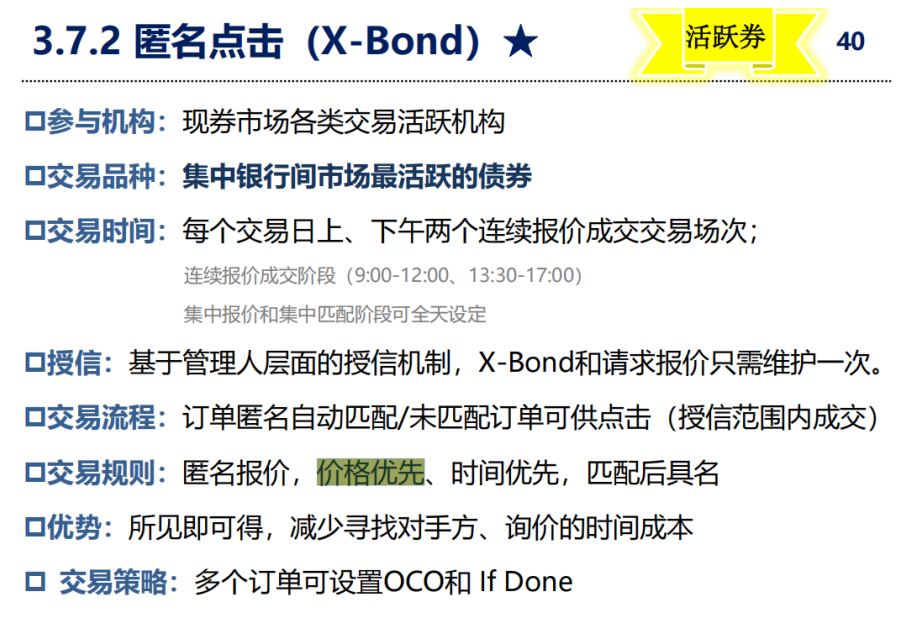 3.7.2 匿名点击（X-Bond）★
活跃券
40
参与机构：现券市场各类交易活跃机构
交易品种：集中银行间市场最活跃的债券
交易时间：每个交易日上、下午两个连续报价成交交易场次；
连续报价成交阶段（9:00-12:00、13:30-17:00）
集中报价和集中匹配阶段可全天设定
授信：基于管理人层面的授信机制，X-Bond和请求报价只需维护一次。
交易流程：订单匿名自动匹配/未匹配订单可供点击（授信范围内成交）
交易规则：匿名报价，价格优先、时间优先，匹配后具名
优势：所见即可得，减少寻找对手方、询价的时间成本
交易策略：多个订单可设置OCO和 If Done